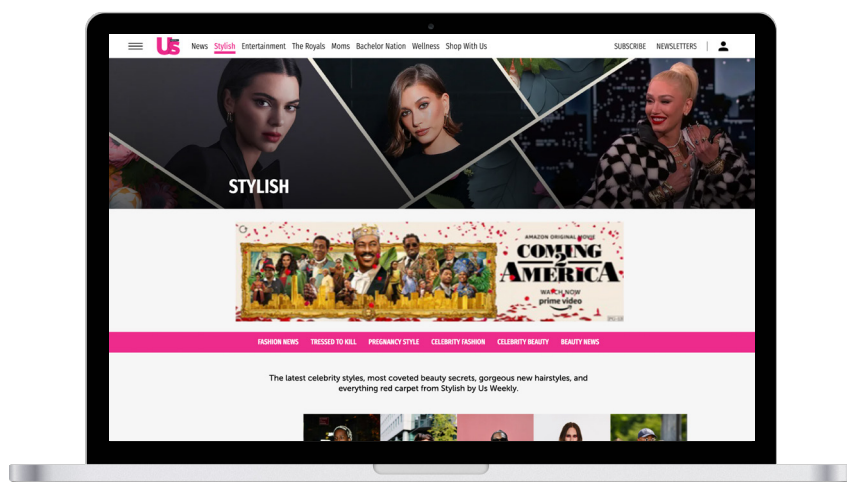 Us
News Stylish Entertainment The Royals Moms Bachelor Nation Wellness Shop With Us
SUBSCRIBE NEWSLETTERS
STYLISH
AMAZON ORIGINAL MOVIE
COMING
2
AMERICA
WATCH NOW
prime video
FASHION NEWS TRESSED TO KILL PREGNANCY STYLE CELEBRITY FASHION CELEBRITY BEAUTY BEAUTY NEWS
The latest celebrity styles, most coveted beauty secrets, gorgeous new hairstyles, and
everything red carpet from Stylish by Us Weekly.